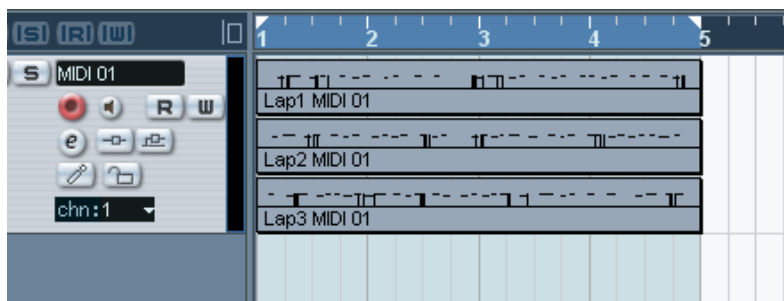 S R W
1 2 3 4 5
S MIDI 01
Lap1 MIDI 01
R W
e
Lap2 MIDI 01
chn:1
Lap3 MIDI 01